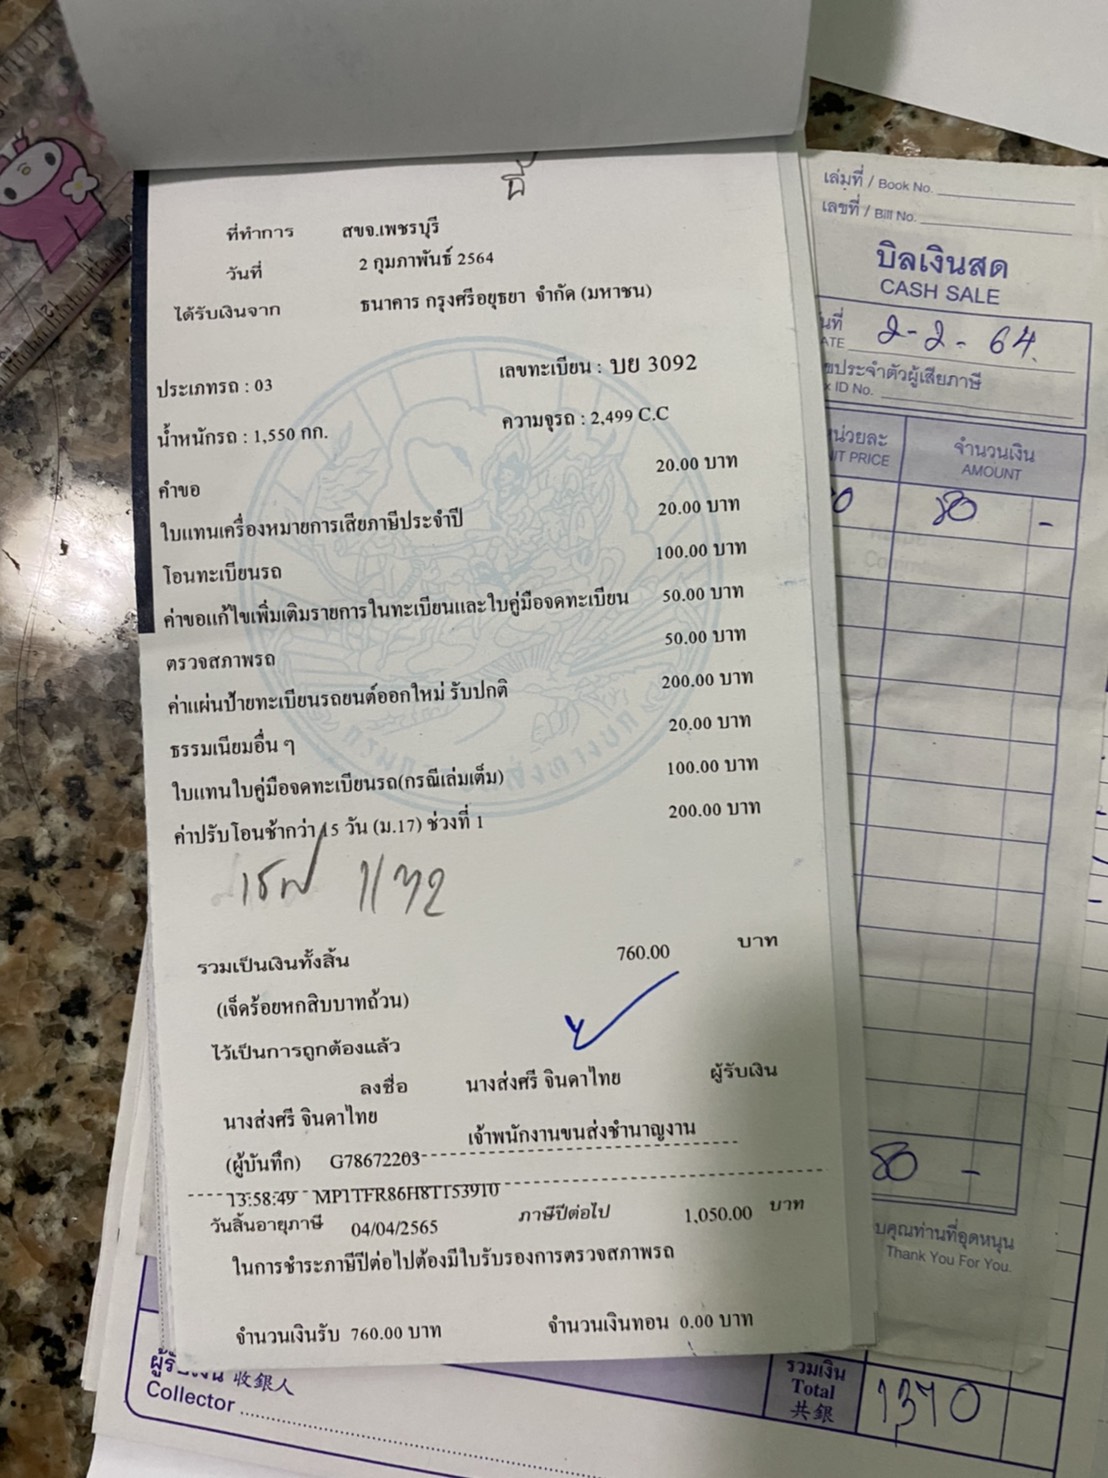 ที่ทำการ สขจ.เพชรบุรี
วันที่ 2 กุมภาพันธ์ 2564
ได้รับเงินจาก ธนาคาร กรุงศรีอยุธยา จำกัด (มหาชน)
ประเภทรถ : 03 เลขทะเบียน : บย 3092
น้ำหนักรถ : 1,550 กก. ความจุรถ : 2,499 C.C
คำขอ 20.00 บาท
ใบแทนเครื่องหมายการเสียภาษีประจำปี 20.00 บาท
โอนทะเบียนรถ 100.00 บาท
ค่าขอแก้ไขเพิ่มเติมรายการในทะเบียนและใบคู่มือจดทะเบียน 50.00 บาท
ตรวจสภาพรถ 50.00 บาท
ค่าแผ่นป้ายทะเบียนรถยนต์ออกใหม่ รับปกติ 200.00 บาท
ธรรมเนียมอื่น ๆ 20.00 บาท
ใบแทนใบคู่มือจดทะเบียนรถ(กรณีเล่มเต็ม) 100.00 บาท
ค่าปรับโอนช้ากว่า 15 วัน (ม.17) ช่วงที่ 1 200.00 บาท
รวมเป็นเงินทั้งสิ้น 760.00 บาท
(เจ็ดร้อยหกสิบบาทถ้วน)
ไว้เป็นการถูกต้องแล้ว
ลงชื่อ นางส่งศรี จินดาไทย ผู้รับเงิน
นางส่งศรี จินดาไทย
เจ้าพนักงานขนส่งชำนาญงาน
(ผู้บันทึก) G78672203
13:58:49 MP1TFR86H8T153910
วันสิ้นอายุภาษี 04/04/2565 ภาษีปีต่อไป 1,050.00 บาท
ในการชำระภาษีปีต่อไปต้องมีใบรับรองการตรวจสภาพรถ
จำนวนเงินรับ 760.00 บาท จำนวนเงินทอน 0.00 บาท
เล่มที่ / Book No.
เลขที่ / Bill No.
บิลเงินสด
CASH SALE
2-2-64
ID No.
จำนวนเงิน
PRICE AMOUNT
80 -
80 -
Thank You For You.
收銀人
Collector
รวมเงิน
Total
共銀
1,370